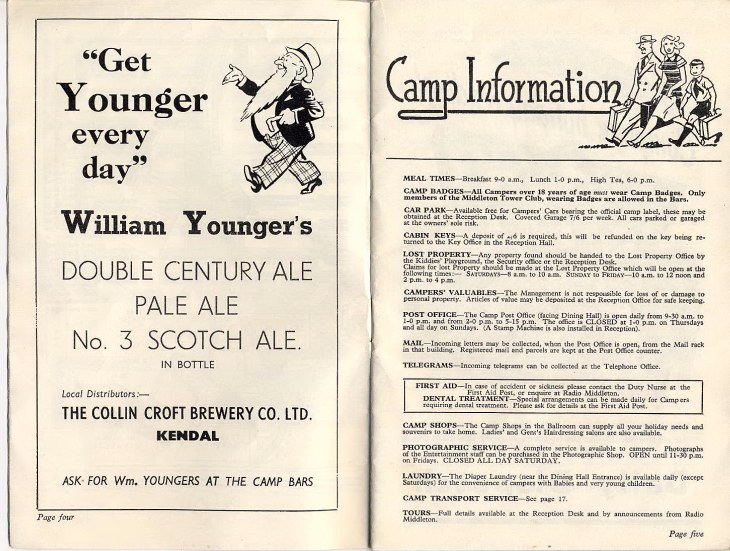 "Get
Younger
every
day"
William Younger's
DOUBLE CENTURY ALE
PALE ALE
No. 3 SCOTCH ALE.
IN BOTTLE
Local Distributors:—
THE COLLIN CROFT BREWERY CO. LTD.
KENDAL
ASK FOR Wm. YOUNGERS AT THE CAMP BARS
Page four
Camp Information
MEAL TIMES—Breakfast 9-0 a.m., Lunch 1-0 p.m., High Tea, 6-0 p.m.
CAMP BADGES—All Campers over 18 years of age must wear Camp Badges. Only
members of the Middleton Tower Club, wearing Badges are allowed in the Bars.
CAR PARK—Available free for Campers' Cars bearing the official camp label, these may be
obtained at the Reception Desk. Covered Garage 7/6 per week. All cars parked or garaged
at the owners' sole risk.
CABIN KEYS—A deposit of is required, this will be refunded on the key being re-
turned to the Key Office in the Reception Hall.
LOST PROPERTY—Any property found should be handed to the Lost Property Office by
the Kiddies' Playground, the Security office or the Reception Desk.
Claims for lost Property should be made at the Lost Property Office which will be open at the
following times:— SATURDAYS—8 a.m. to 10 a.m. SUNDAY to FRIDAY—10 a.m. to 12 noon and
2 p.m. to 4 p.m.
CAMPERS' VALUABLES—The Management is not responsible for loss of or damage to
personal property. Articles of value may be deposited at the Reception Office for safe keeping.
POST OFFICE—The Camp Post Office (facing Dining Hall) is open daily from 9-30 a.m. to
1-0 p.m. and from 2-0 p.m. to 5-15 p.m. The office is CLOSED at 1-0 p.m. on Thursdays
and all day on Sundays. (A Stamp Machine is also installed in Reception).
MAIL—Incoming letters may be collected, when the Post Office is open, from the Mail rack
in that building. Registered mail and parcels are kept at the Post Office counter.
TELEGRAMS—Incoming telegrams can be collected at the Telephone Office.
FIRST AID—In case of accident or sickness please contact the Duty Nurse at the
First Aid Post, or enquire at Radio Middleton.
DENTAL TREATMENT—Special arrangements can be made daily for Campers
requiring dental treatment. Please ask for details at the First Aid Post.
CAMP SHOPS—The Camp Shops in the Ballroom can supply all your holiday needs and
souvenirs to take home. Ladies' and Gent's Hairdressing salons are also available.
PHOTOGRAPHIC SERVICE—A complete service is available to campers. Photographs
of the Entertainment staff can be purchased in the Photographic Shop. OPEN until 11-30 p.m.
on Fridays. CLOSED ALL DAY SATURDAY.
LAUNDRY—The Diaper Laundry (near the Dining Hall Entrance) is available daily (except
Saturdays) for the convenience of campers with Babies and very young children.
CAMP TRANSPORT SERVICE—See page 17.
TOURS—Full details available at the Reception Desk and by announcements from Radio
Middleton.
Page five